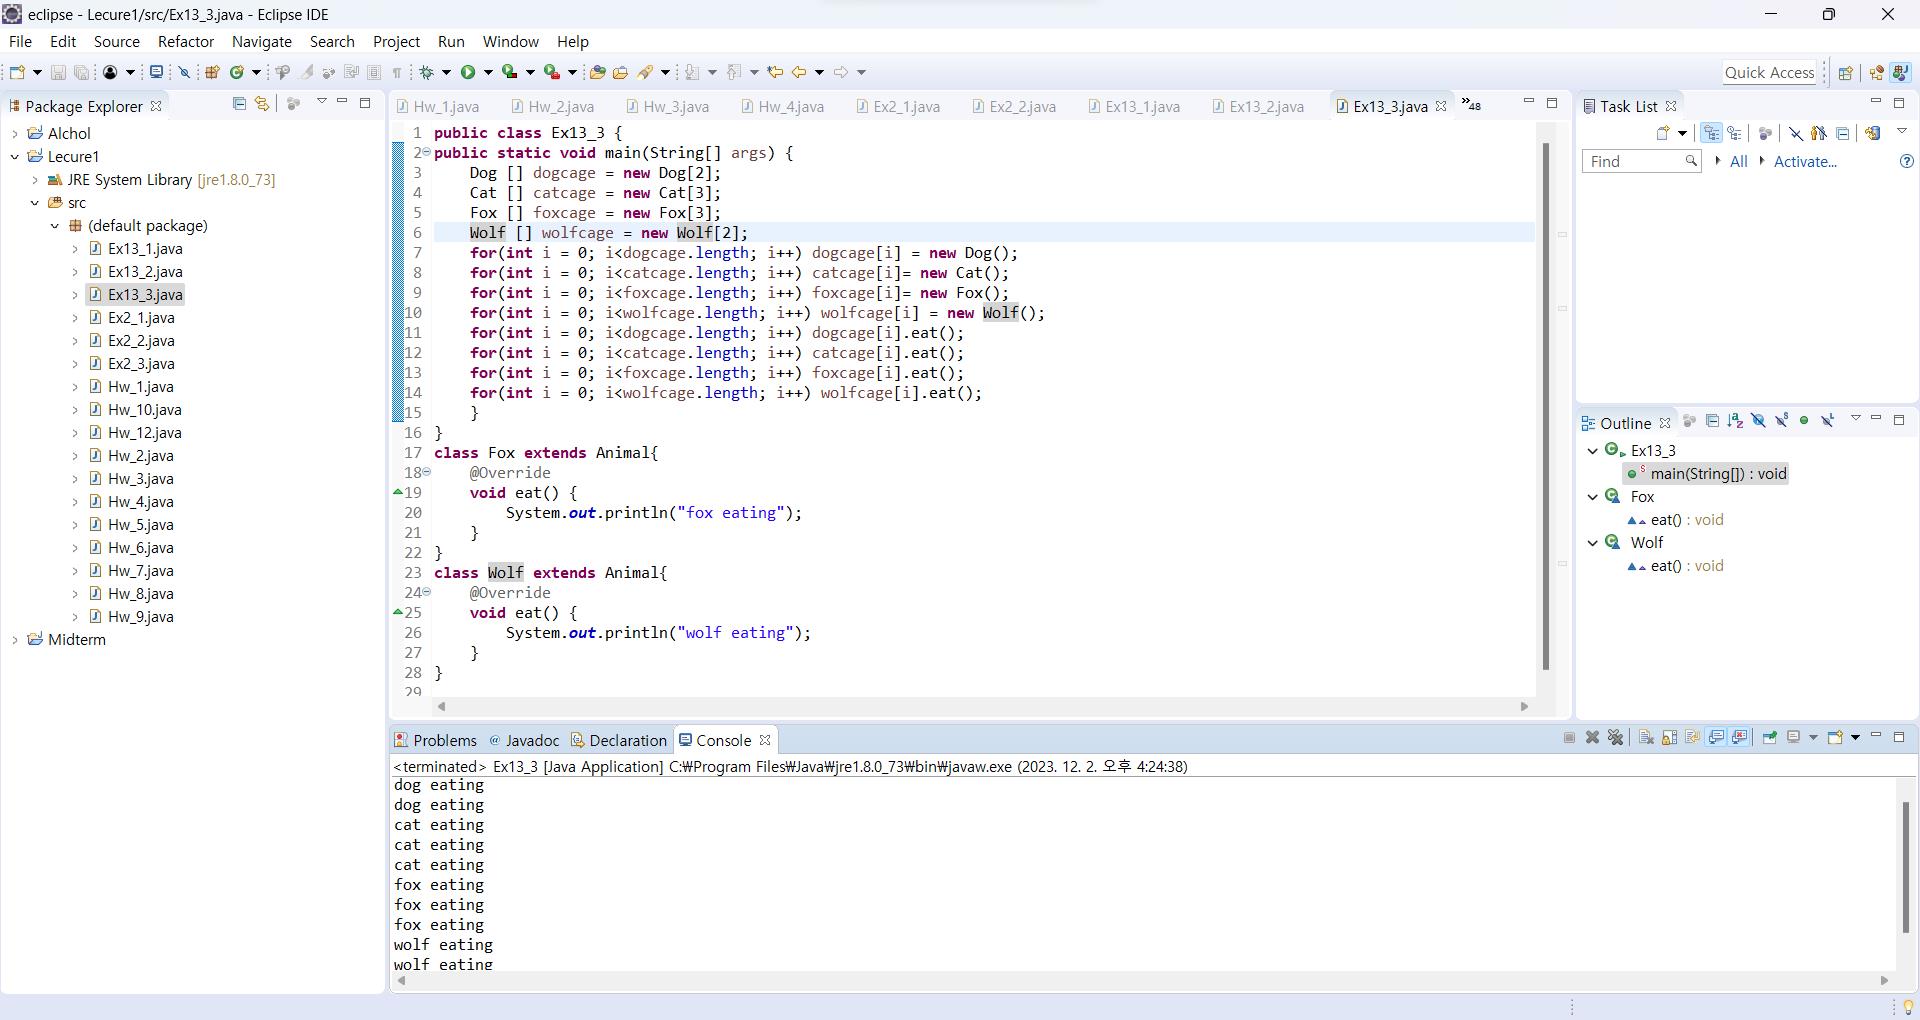 eclipse - Lecure1/src/Ex13_3.java - Eclipse IDE
File Edit Source Refactor Navigate Search Project Run Window Help
Quick Access
Package Explorer
Alchol
Lecure1
JRE System Library [jre1.8.0_73]
src
(default package)
Ex13_1.java
Ex13_2.java
Ex13_3.java
Ex2_1.java
Ex2_2.java
Ex2_3.java
Hw_1.java
Hw_10.java
Hw_12.java
Hw_2.java
Hw_3.java
Hw_4.java
Hw_5.java
Hw_6.java
Hw_7.java
Hw_8.java
Hw_9.java
Midterm
Hw_1.java Hw_2.java Hw_3.java Hw_4.java Ex2_1.java Ex2_2.java Ex13_1.java Ex13_2.java Ex13_3.java »48
1 public class Ex13_3 {
2 public static void main(String[] args) {
3 Dog [] dogcage = new Dog[2];
4 Cat [] catcage = new Cat[3];
5 Fox [] foxcage = new Fox[3];
6 Wolf [] wolfcage = new Wolf[2];
7 for(int i = 0; i<dogcage.length; i++) dogcage[i] = new Dog();
8 for(int i = 0; i<catcage.length; i++) catcage[i]= new Cat();
9 for(int i = 0; i<foxcage.length; i++) foxcage[i]= new Fox();
10 for(int i = 0; i<wolfcage.length; i++) wolfcage[i] = new Wolf();
11 for(int i = 0; i<dogcage.length; i++) dogcage[i].eat();
12 for(int i = 0; i<catcage.length; i++) catcage[i].eat();
13 for(int i = 0; i<foxcage.length; i++) foxcage[i].eat();
14 for(int i = 0; i<wolfcage.length; i++) wolfcage[i].eat();
15 }
16 }
17 class Fox extends Animal{
18 @Override
19 void eat() {
20 System.out.println("fox eating");
21 }
22 }
23 class Wolf extends Animal{
24 @Override
25 void eat() {
26 System.out.println("wolf eating");
27 }
28 }
29
Task List
Find All Activate...
Outline
Ex13_3
main(String[]) : void
Fox
eat() : void
Wolf
eat() : void
Problems Javadoc Declaration Console
<terminated> Ex13_3 [Java Application] C:₩Program Files₩Java₩jre1.8.0_73₩bin₩javaw.exe (2023. 12. 2. 오후 4:24:38)
dog eating
dog eating
cat eating
cat eating
cat eating
fox eating
fox eating
fox eating
wolf eating
wolf eating